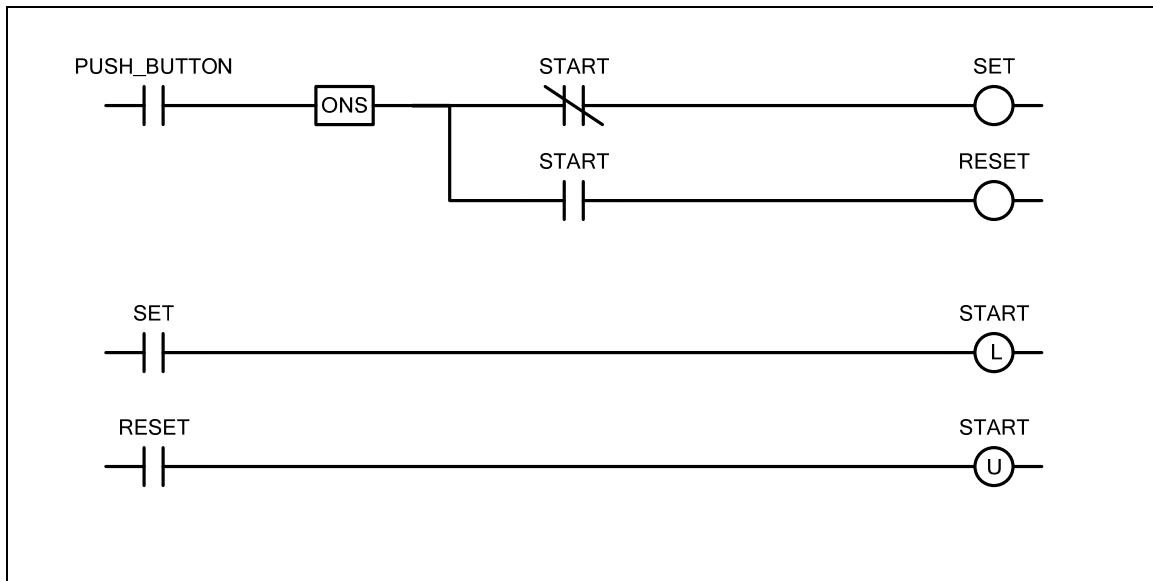 PUSH_BUTTON
START
SET
ONS
START
RESET
SET
START
L
RESET
START
U